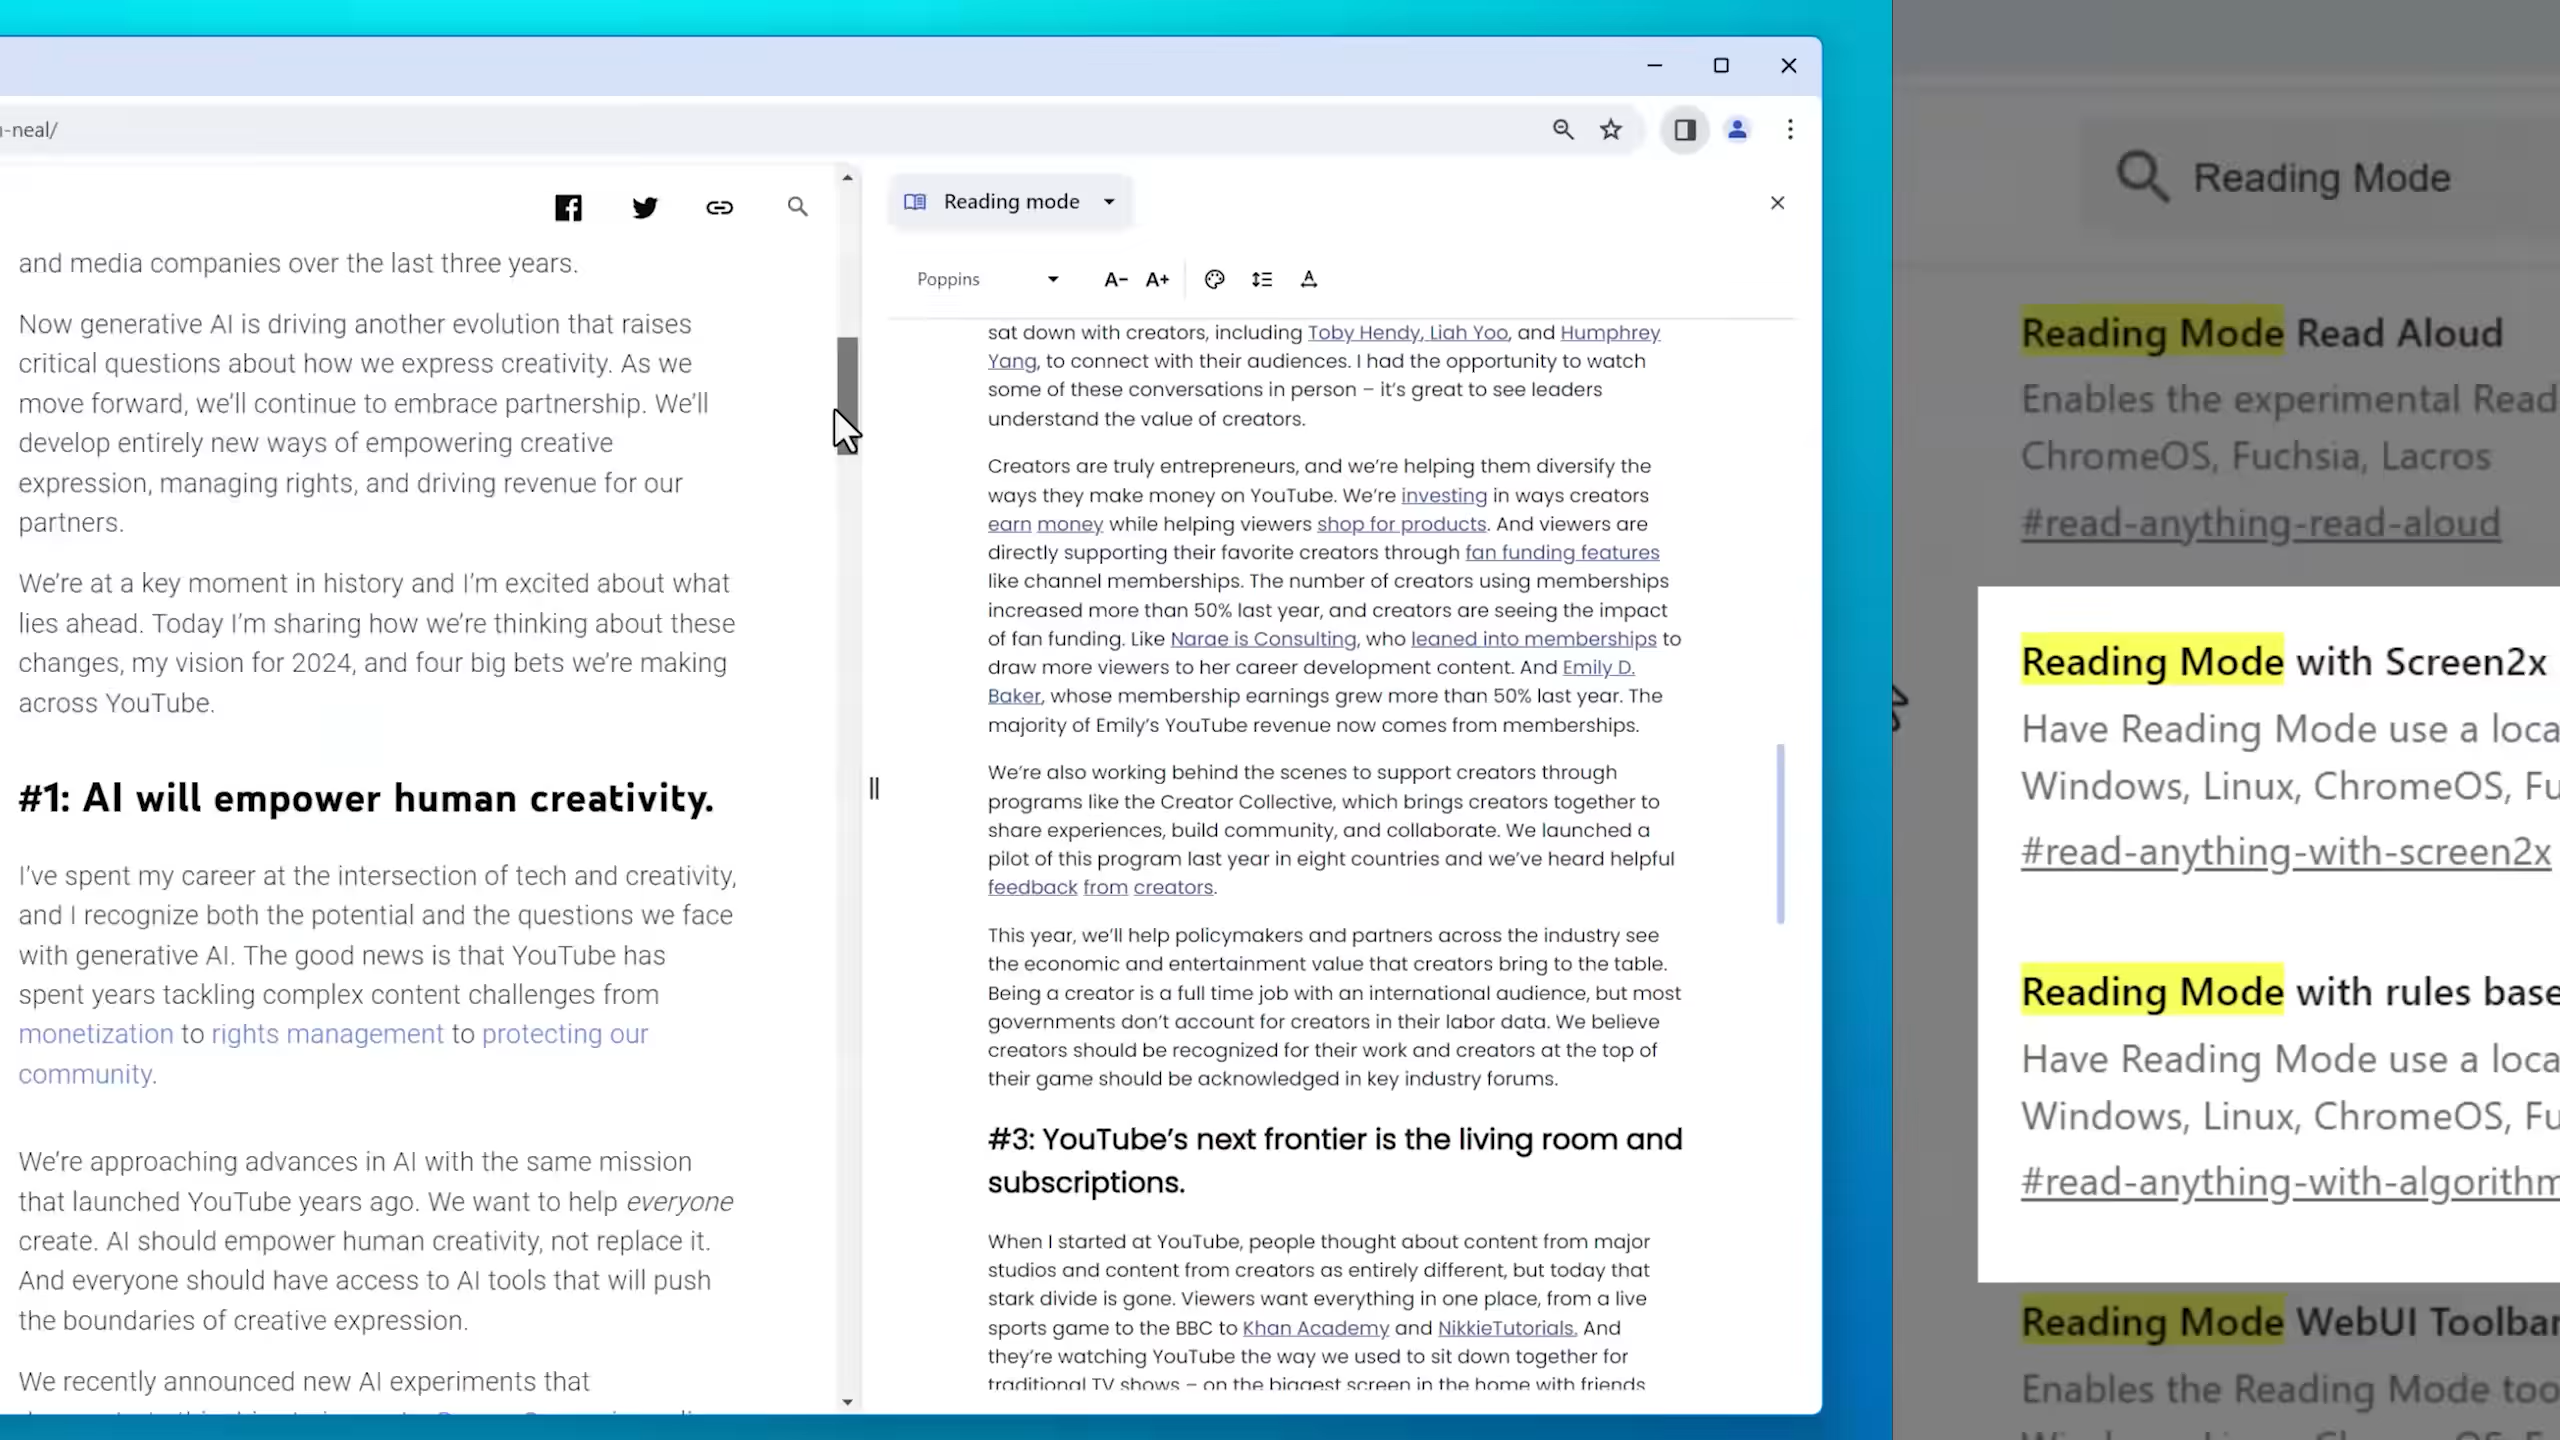 -neal/
and media companies over the last three years.
Now generative AI is driving another evolution that raises
critical questions about how we express creativity. As we
move forward, we’ll continue to embrace partnership. We’ll
develop entirely new ways of empowering creative
expression, managing rights, and driving revenue for our
partners.
We’re at a key moment in history and I’m excited about what
lies ahead. Today I’m sharing how we’re thinking about these
changes, my vision for 2024, and four big bets we’re making
across YouTube.
#1: AI will empower human creativity.
I’ve spent my career at the intersection of tech and creativity,
and I recognize both the potential and the questions we face
with generative AI. The good news is that YouTube has
spent years tackling complex content challenges from
monetization to rights management to protecting our
community.
We’re approaching advances in AI with the same mission
that launched YouTube years ago. We want to help everyone
create. AI should empower human creativity, not replace it.
And everyone should have access to AI tools that will push
the boundaries of creative expression.
We recently announced new AI experiments that
Reading mode
Poppins
A-
A+
sat down with creators, including Toby Hendy, Liah Yoo, and Humphrey
Yang, to connect with their audiences. I had the opportunity to watch
some of these conversations in person – it’s great to see leaders
understand the value of creators.
Creators are truly entrepreneurs, and we’re helping them diversify the
ways they make money on YouTube. We’re investing in ways creators
earn money while helping viewers shop for products. And viewers are
directly supporting their favorite creators through fan funding features
like channel memberships. The number of creators using memberships
increased more than 50% last year, and creators are seeing the impact
of fan funding. Like Narae is Consulting, who leaned into memberships to
draw more viewers to her career development content. And Emily D.
Baker, whose membership earnings grew more than 50% last year. The
majority of Emily’s YouTube revenue now comes from memberships.
We’re also working behind the scenes to support creators through
programs like the Creator Collective, which brings creators together to
share experiences, build community, and collaborate. We launched a
pilot of this program last year in eight countries and we’ve heard helpful
feedback from creators.
This year, we’ll help policymakers and partners across the industry see
the economic and entertainment value that creators bring to the table.
Being a creator is a full time job with an international audience, but most
governments don’t account for creators in their labor data. We believe
creators should be recognized for their work and creators at the top of
their game should be acknowledged in key industry forums.
#3: YouTube’s next frontier is the living room and
subscriptions.
When I started at YouTube, people thought about content from major
studios and content from creators as entirely different, but today that
stark divide is gone. Viewers want everything in one place, from a live
sports game to the BBC to Khan Academy and NikkieTutorials. And
they’re watching YouTube the way we used to sit down together for
traditional TV shows – on the biggest screen in the home with friends
Reading Mode
Reading Mode Read Aloud
Enables the experimental Read
ChromeOS, Fuchsia, Lacros
#read-anything-read-aloud
Reading Mode with Screen2x
Have Reading Mode use a loca
Windows, Linux, ChromeOS, Fu
#read-anything-with-screen2x
Reading Mode with rules base
Have Reading Mode use a loca
Windows, Linux, ChromeOS, Fu
#read-anything-with-algorithm
Reading Mode WebUI Toolbar
Enables the Reading Mode too